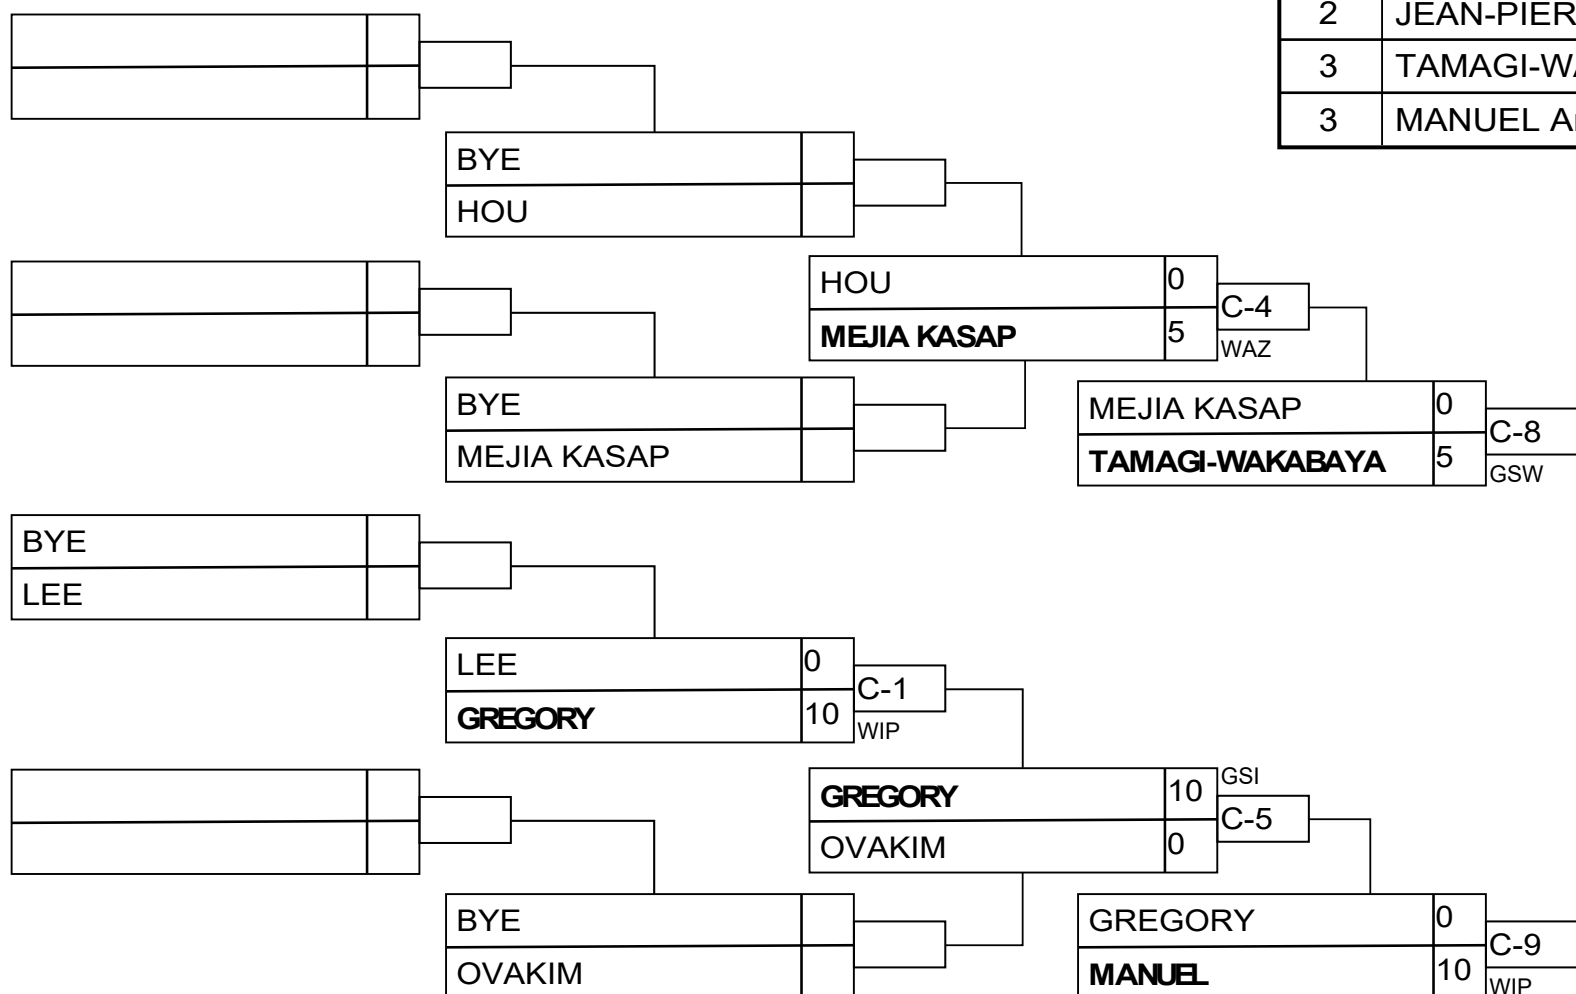 2 JEAN-PIER
3 TAMAGI-WA
3 MANUEL
BYE
HOU
HOU 0
C-4
MEJIA KASAP 5
WAZ
BYE
MEJIA KASAP
MEJIA KASAP 0
C-8
TAMAGI-WAKABAYA 5
GSW
BYE
LEE
LEE 0
C-1
GREGORY 10
WIP
GSI
GREGORY 10
C-5
OVAKIM 0
BYE
OVAKIM
GREGORY 0
C-9
MANUEL 10
WIP